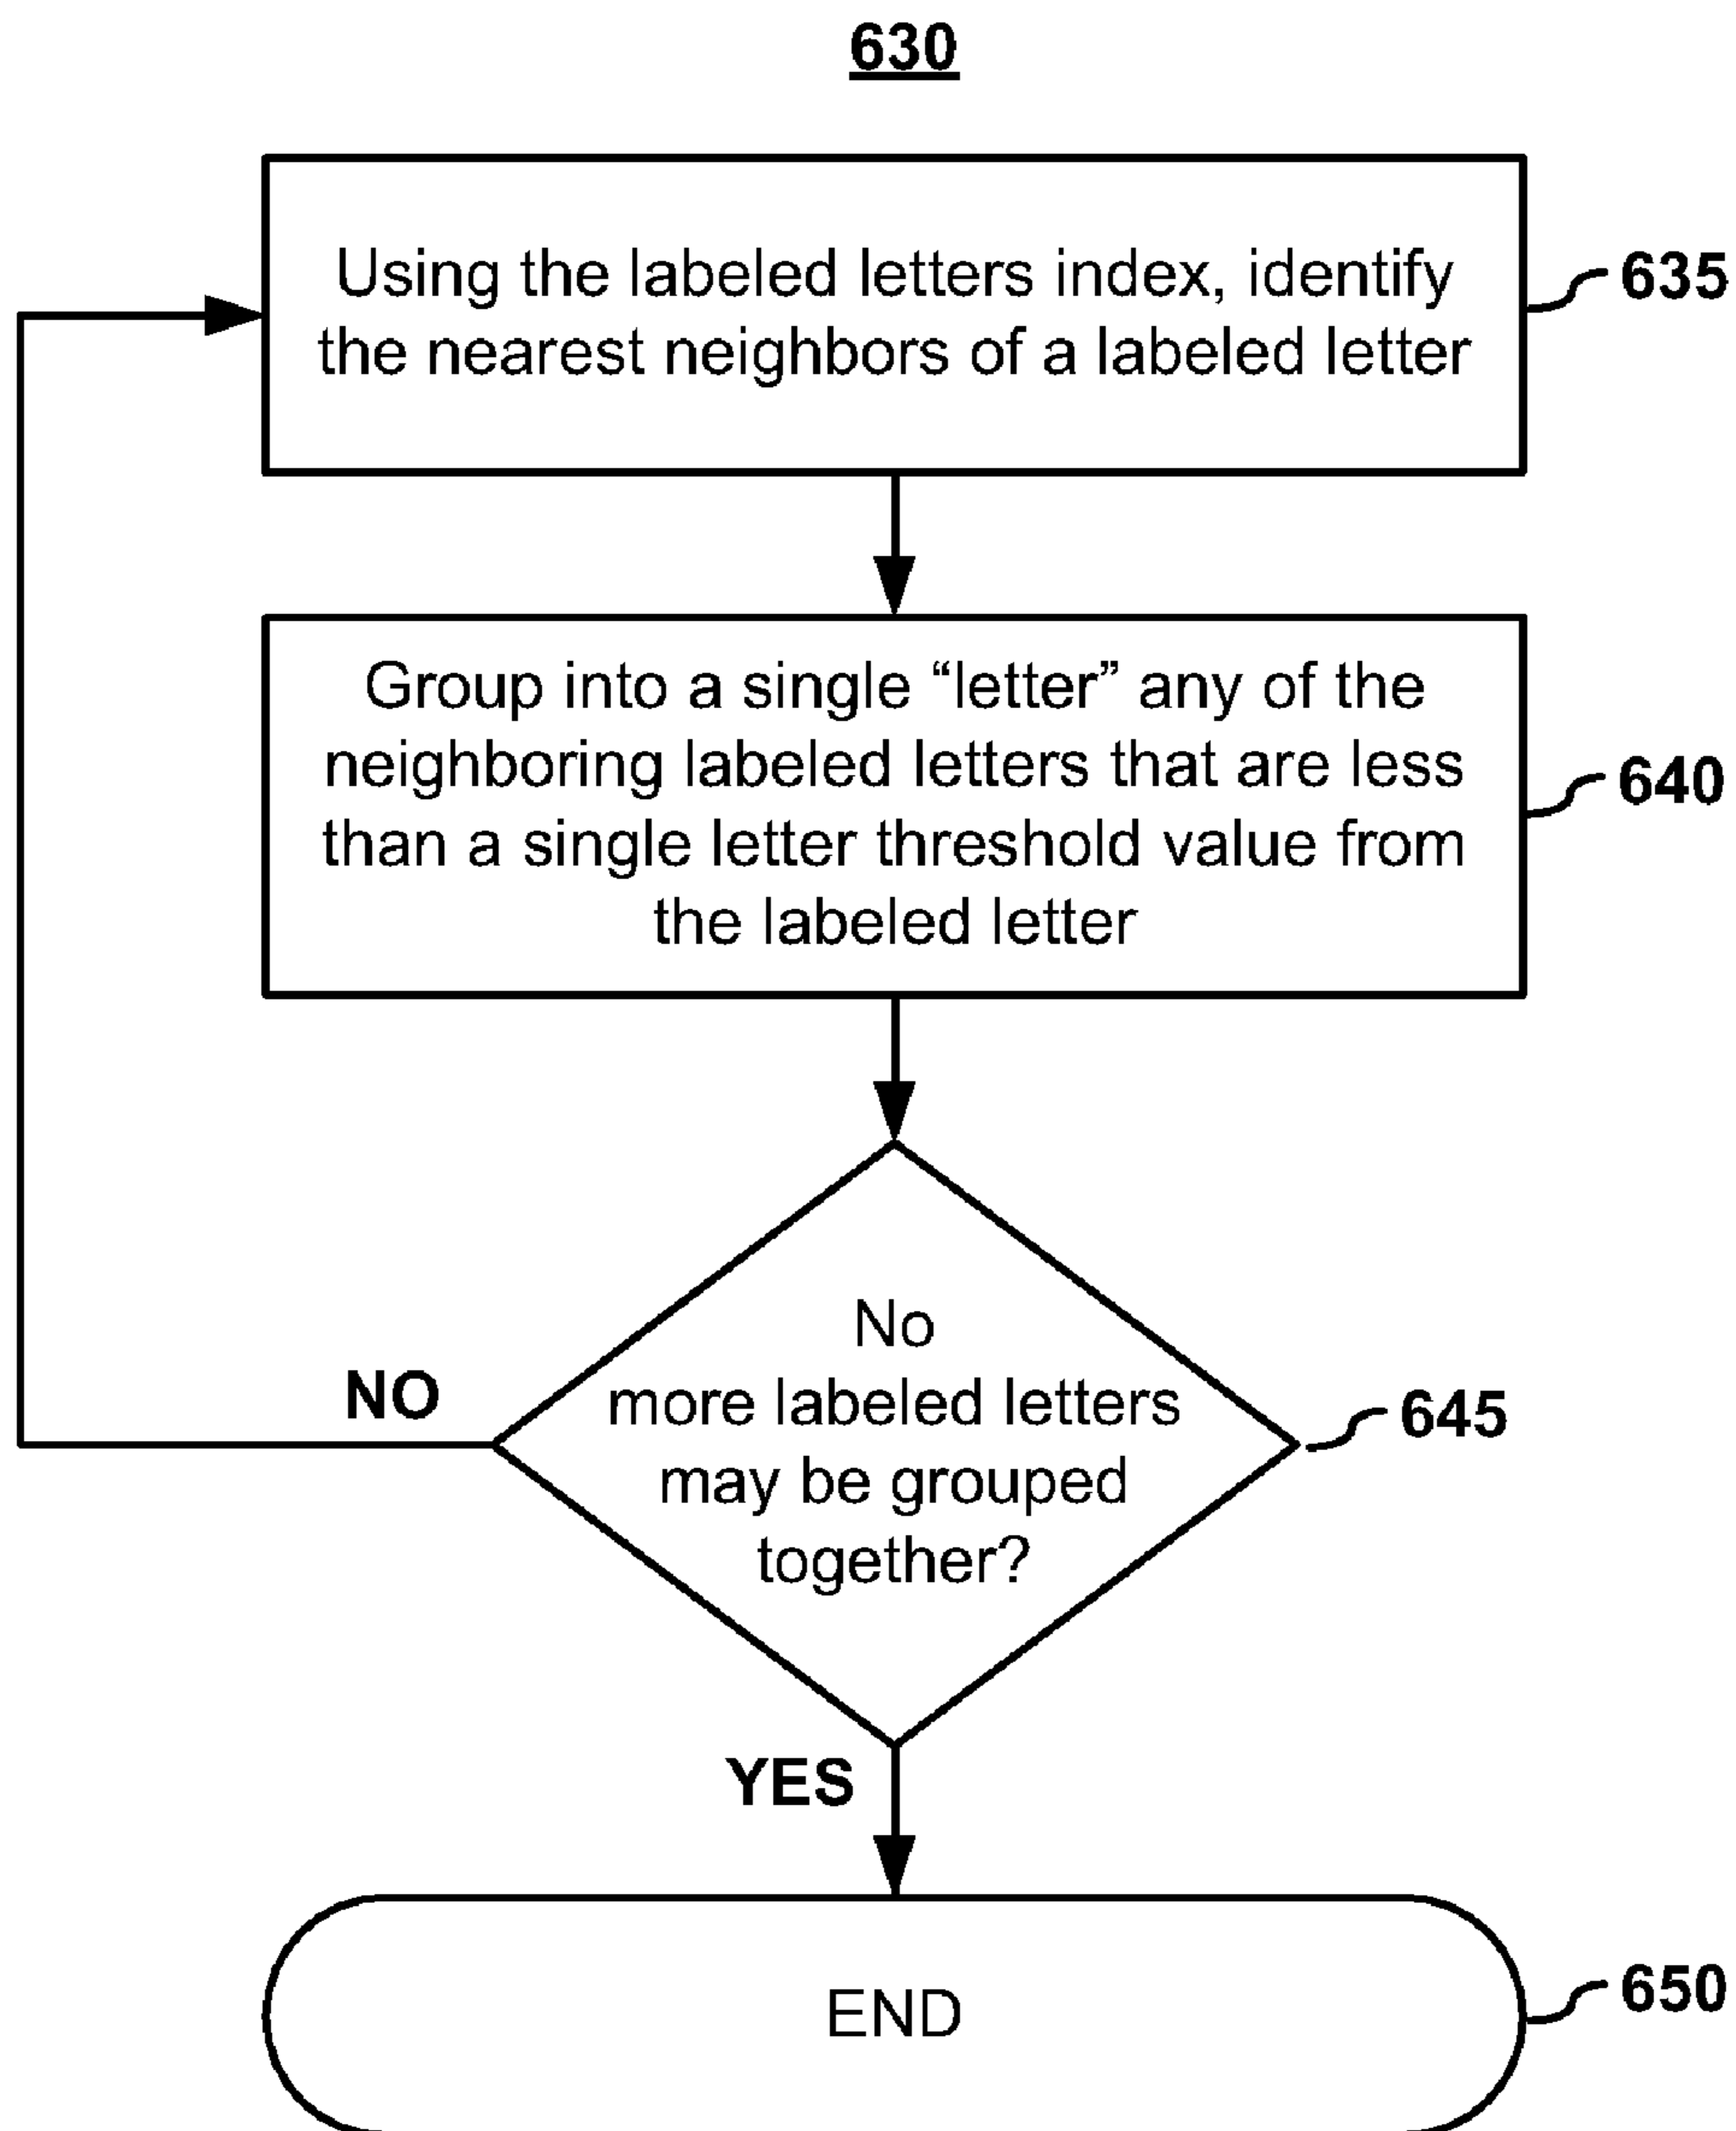 630
Using the labeled letters index, identify
the nearest neighbors of a labeled letter
635
Group into a single “letter” any of the
neighboring labeled letters that are less
than a single letter threshold value from
the labeled letter
640
No
more labeled letters
may be grouped
together?
645
NO
YES
END
650